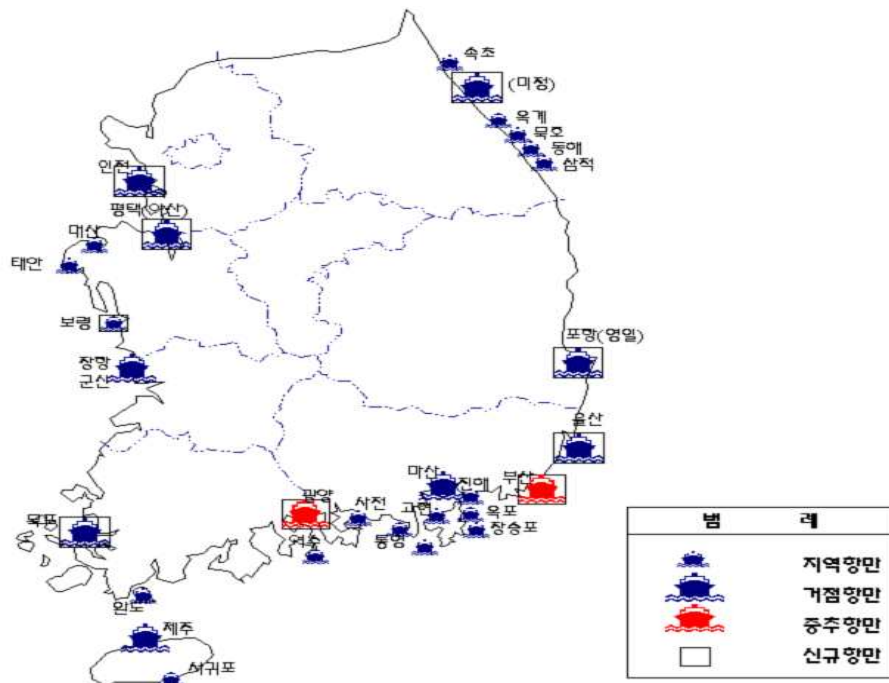 속초
(미정)
옥계
묵호
동해
삼척
인천
평택(아산)
대산
태안
보령
장항
군산
포항(영일)
울산
마산
진해
부산
광양
사천
고현
옥포
장승포
통영
여수
목포
완도
제주
서귀포
범 례
지역항만
거점항만
중추항만
신규항만